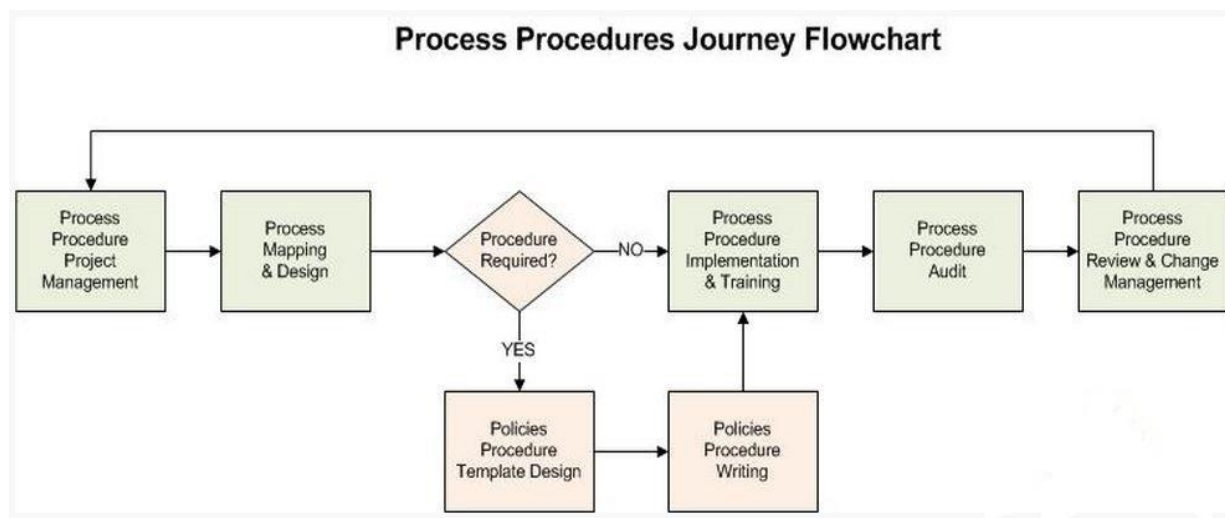 Process Procedures Journey Flowchart
Process
Procedure
Project
Management
Process
Mapping
& Design
Procedure
Required?
NO
Process
Procedure
Implementation
& Training
Process
Procedure
Audit
Process
Procedure
Review & Change
Management
YES
Policies
Procedure
Template Design
Policies
Procedure
Writing